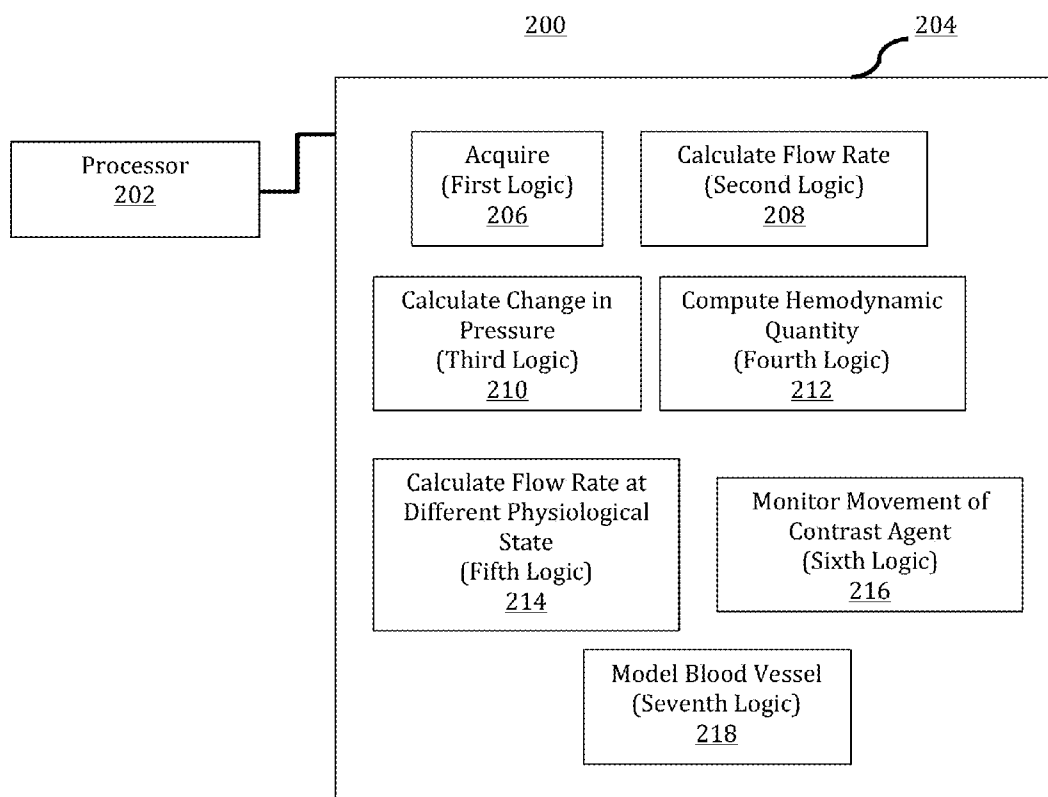 200
204
Processor
202
Acquire
(First Logic)
206
Calculate Flow Rate
(Second Logic)
208
Calculate Change in
Pressure
(Third Logic)
210
Compute Hemodynamic
Quantity
(Fourth Logic)
212
Calculate Flow Rate at
Different Physiological
State
(Fifth Logic)
214
Monitor Movement of
Contrast Agent
(Sixth Logic)
216
Model Blood Vessel
(Seventh Logic)
218